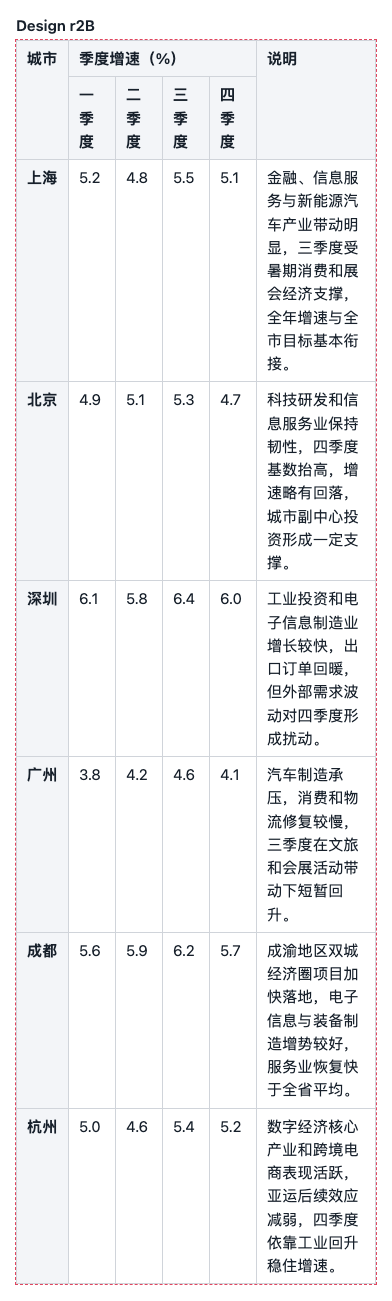 Design r2B
城市
季度增速（%）
说明
一
季
度
二
季
度
三
季
度
四
季
度
上海
5.2
4.8
5.5
5.1
金融、信息服
务与新能源汽
车产业带动明
显，三季度受
暑期消费和展
会经济支撑，
全年增速与全
市目标基本衔
接。
北京
4.9
5.1
5.3
4.7
科技研发和信
息服务业保持
韧性，四季度
基数抬高，增
速略有回落，
城市副中心投
资形成一定支
撑。
深圳
6.1
5.8
6.4
6.0
工业投资和电
子信息制造业
增长较快，出
口订单回暖，
但外部需求波
动对四季度形
成扰动。
广州
3.8
4.2
4.6
4.1
汽车制造承
压，消费和物
流修复较慢，
三季度在文旅
和会展活动带
动下短暂回
升。
成都
5.6
5.9
6.2
5.7
成渝地区双城
经济圈项目加
快落地，电子
信息与装备制
造增势较好，
服务业恢复快
于全省平均。
杭州
5.0
4.6
5.4
5.2
数字经济核心
产业和跨境电
商表现活跃，
亚运后续效应
减弱，四季度
依靠工业回升
稳住增速。